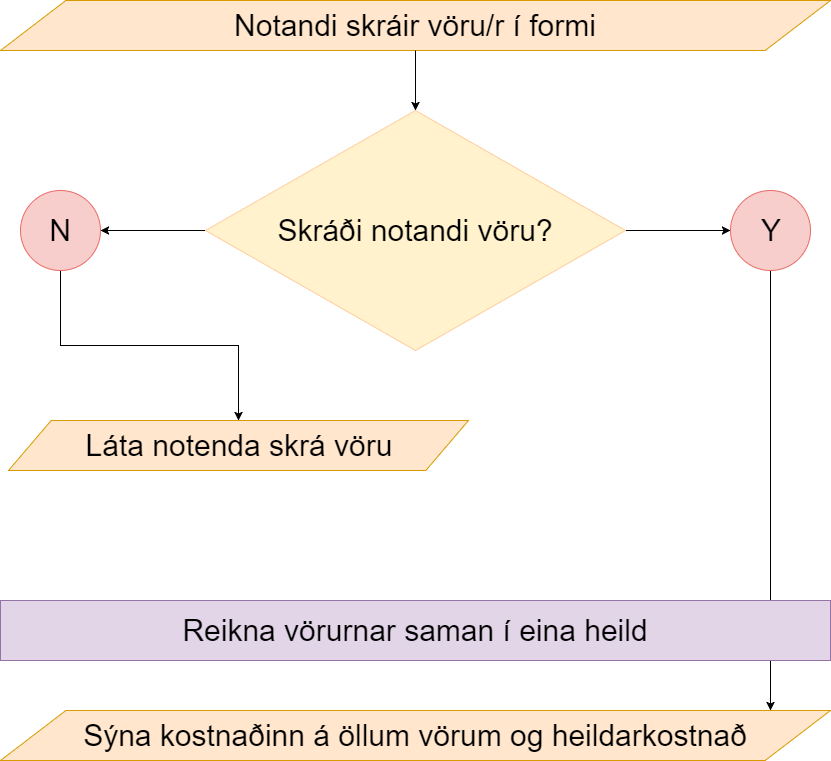 Notandi skráir vöru/r í formi
N
Skráði notandi vöru?
Y
Láta notenda skrá vöru
Reikna vörurnar saman í eina heild
Sýna kostnaðinn á öllum vörum og heildarkostnað